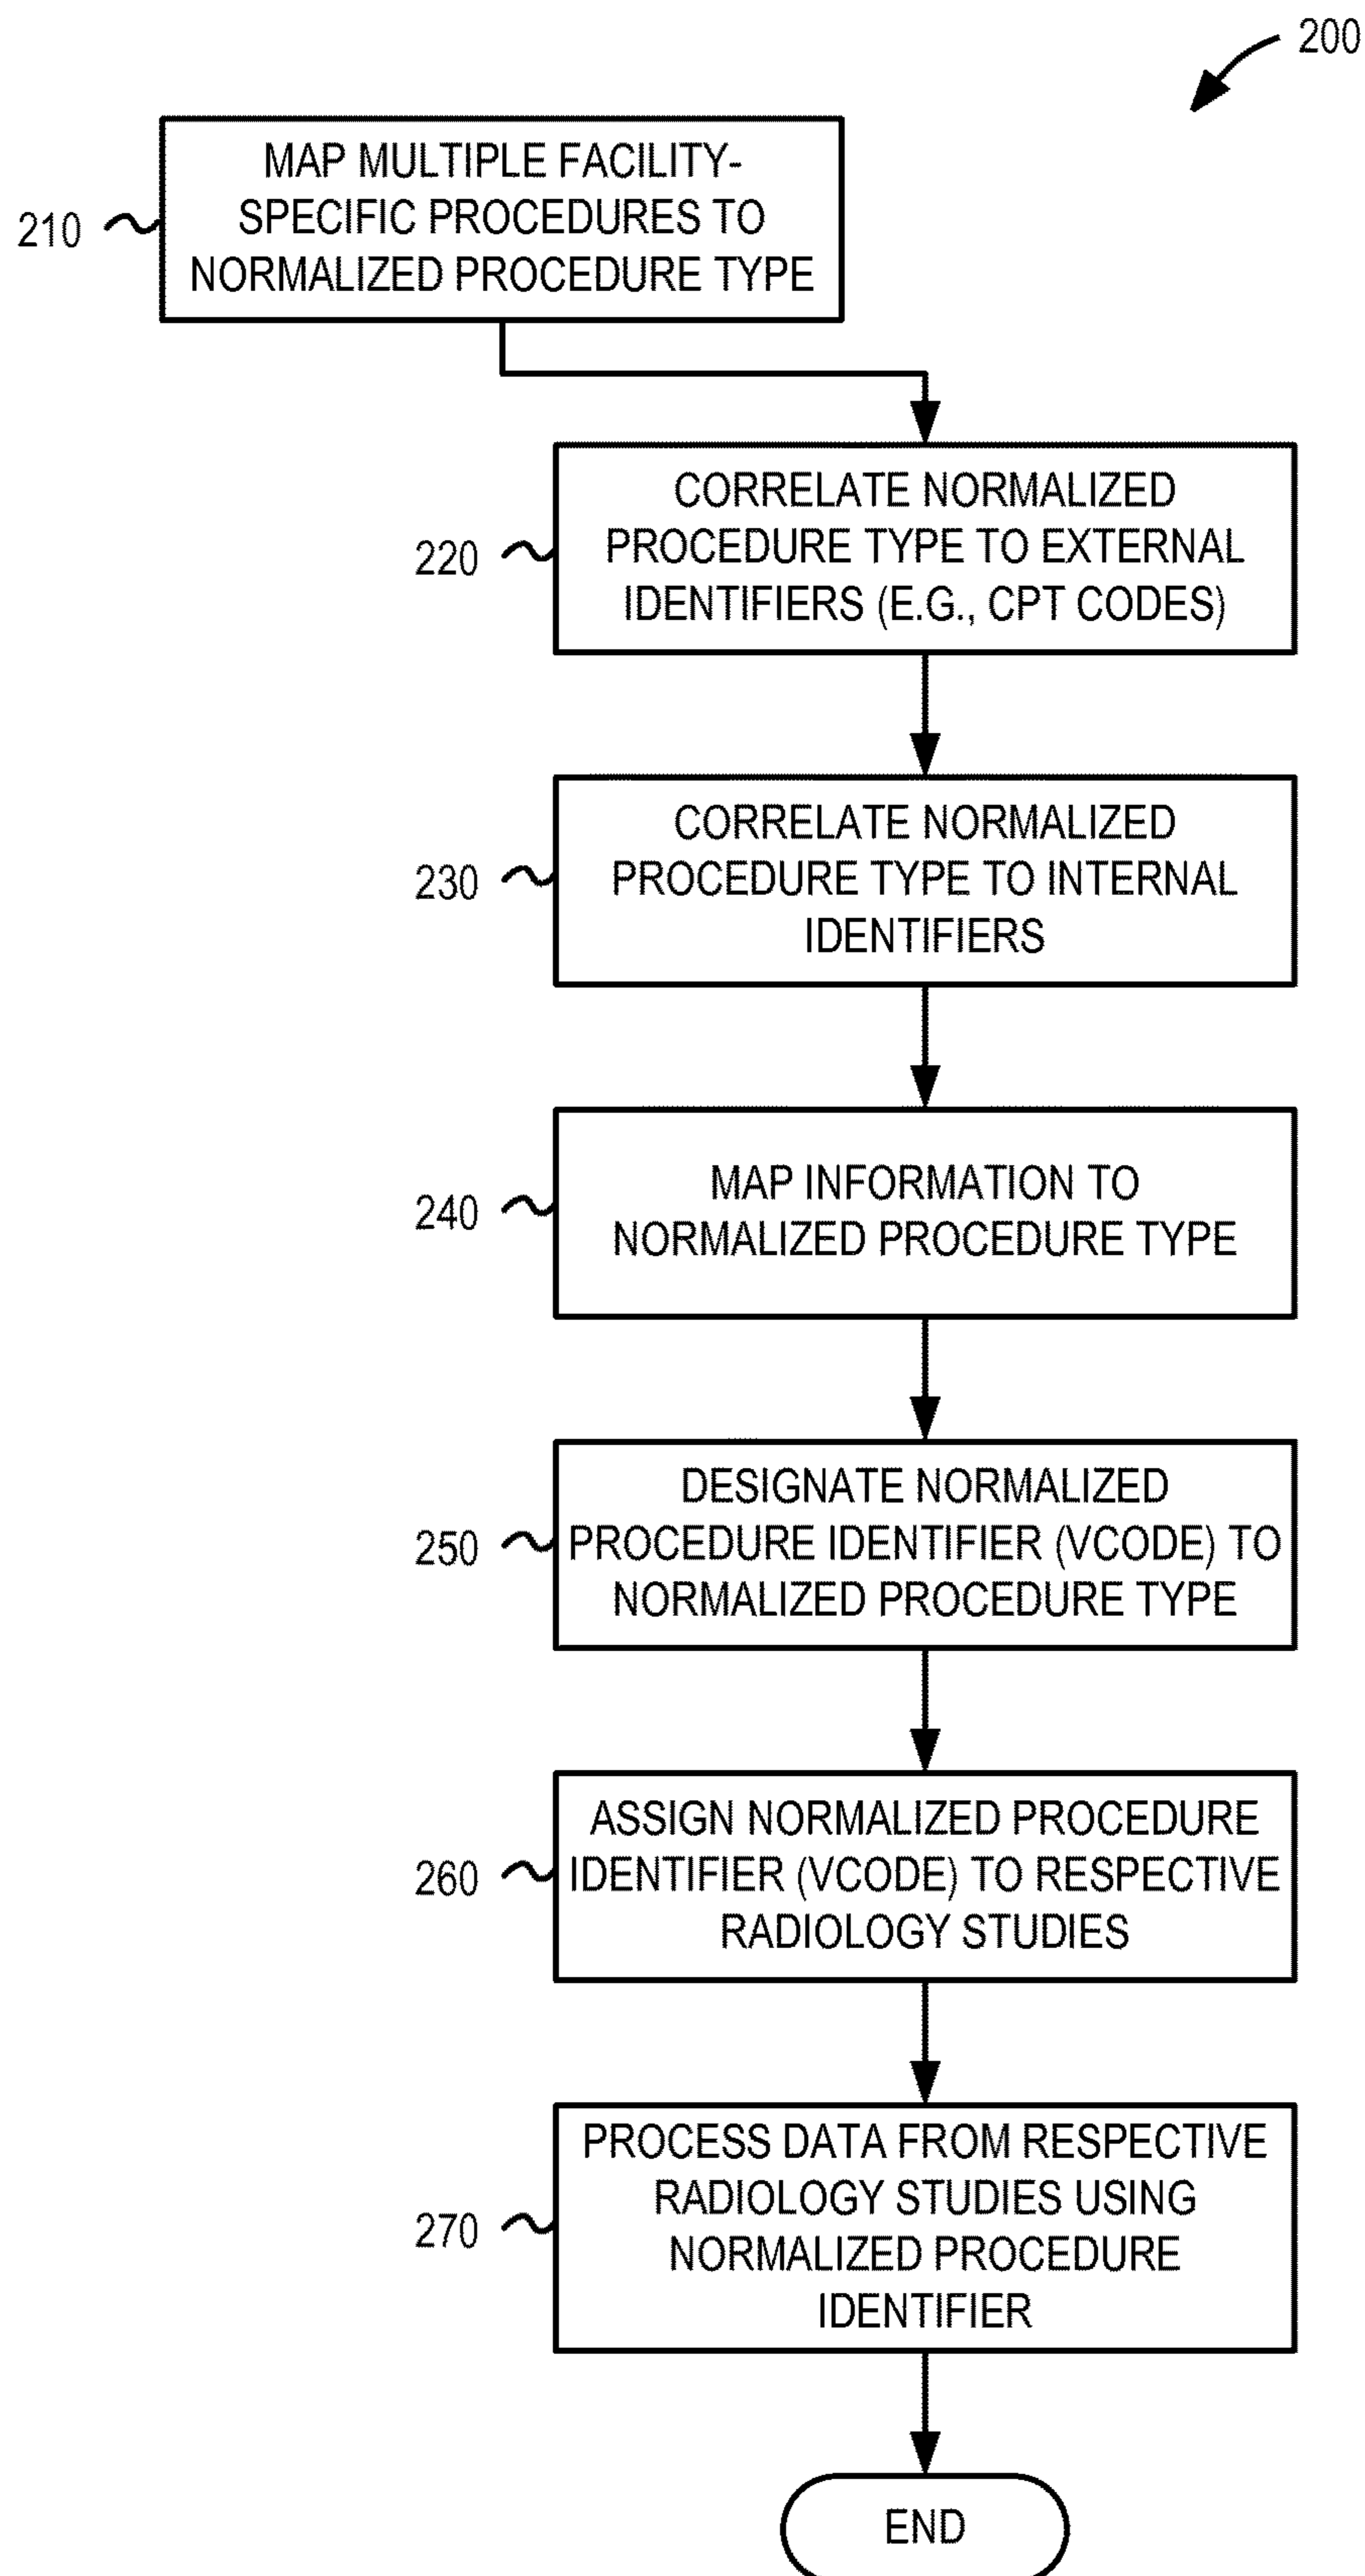 200
MAP MULTIPLE FACILITY-
SPECIFIC PROCEDURES TO
NORMALIZED PROCEDURE TYPE
210
CORRELATE NORMALIZED
PROCEDURE TYPE TO EXTERNAL
IDENTIFIERS (E.G., CPT CODES)
220
CORRELATE NORMALIZED
PROCEDURE TYPE TO INTERNAL
IDENTIFIERS
230
MAP INFORMATION TO
NORMALIZED PROCEDURE TYPE
240
DESIGNATE NORMALIZED
PROCEDURE IDENTIFIER (VCODE) TO
NORMALIZED PROCEDURE TYPE
250
ASSIGN NORMALIZED PROCEDURE
IDENTIFIER (VCODE) TO RESPECTIVE
RADIOLOGY STUDIES
260
PROCESS DATA FROM RESPECTIVE
RADIOLOGY STUDIES USING
NORMALIZED PROCEDURE
IDENTIFIER
270
END